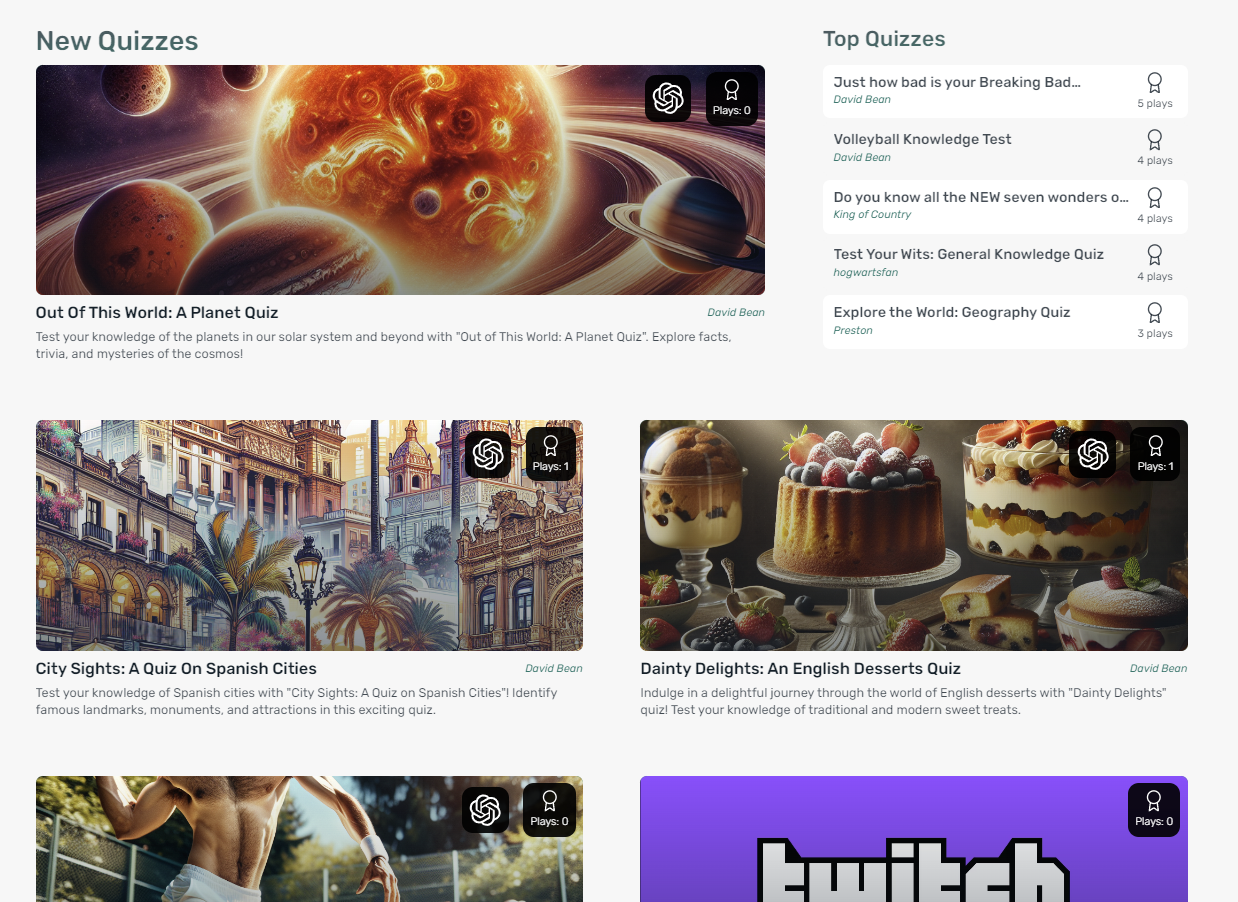 New Quizzes
Plays: 0
Out Of This World: A Planet Quiz
David Bean
Test your knowledge of the planets in our solar system and beyond with "Out of This World: A Planet Quiz". Explore facts,
trivia, and mysteries of the cosmos!
Top Quizzes
Just how bad is your Breaking Bad...
David Bean
5 plays
Volleyball Knowledge Test
David Bean
4 plays
Do you know all the NEW seven wonders o...
King of Country
4 plays
Test Your Wits: General Knowledge Quiz
hogwartsfan
4 plays
Explore the World: Geography Quiz
Preston
3 plays
Plays: 1
City Sights: A Quiz On Spanish Cities
David Bean
Test your knowledge of Spanish cities with "City Sights: A Quiz on Spanish Cities"! Identify
famous landmarks, monuments, and attractions in this exciting quiz.
Plays: 1
Dainty Delights: An English Desserts Quiz
David Bean
Indulge in a delightful journey through the world of English desserts with "Dainty Delights"
quiz! Test your knowledge of traditional and modern sweet treats.
Plays: 0
Plays: 0
twitch